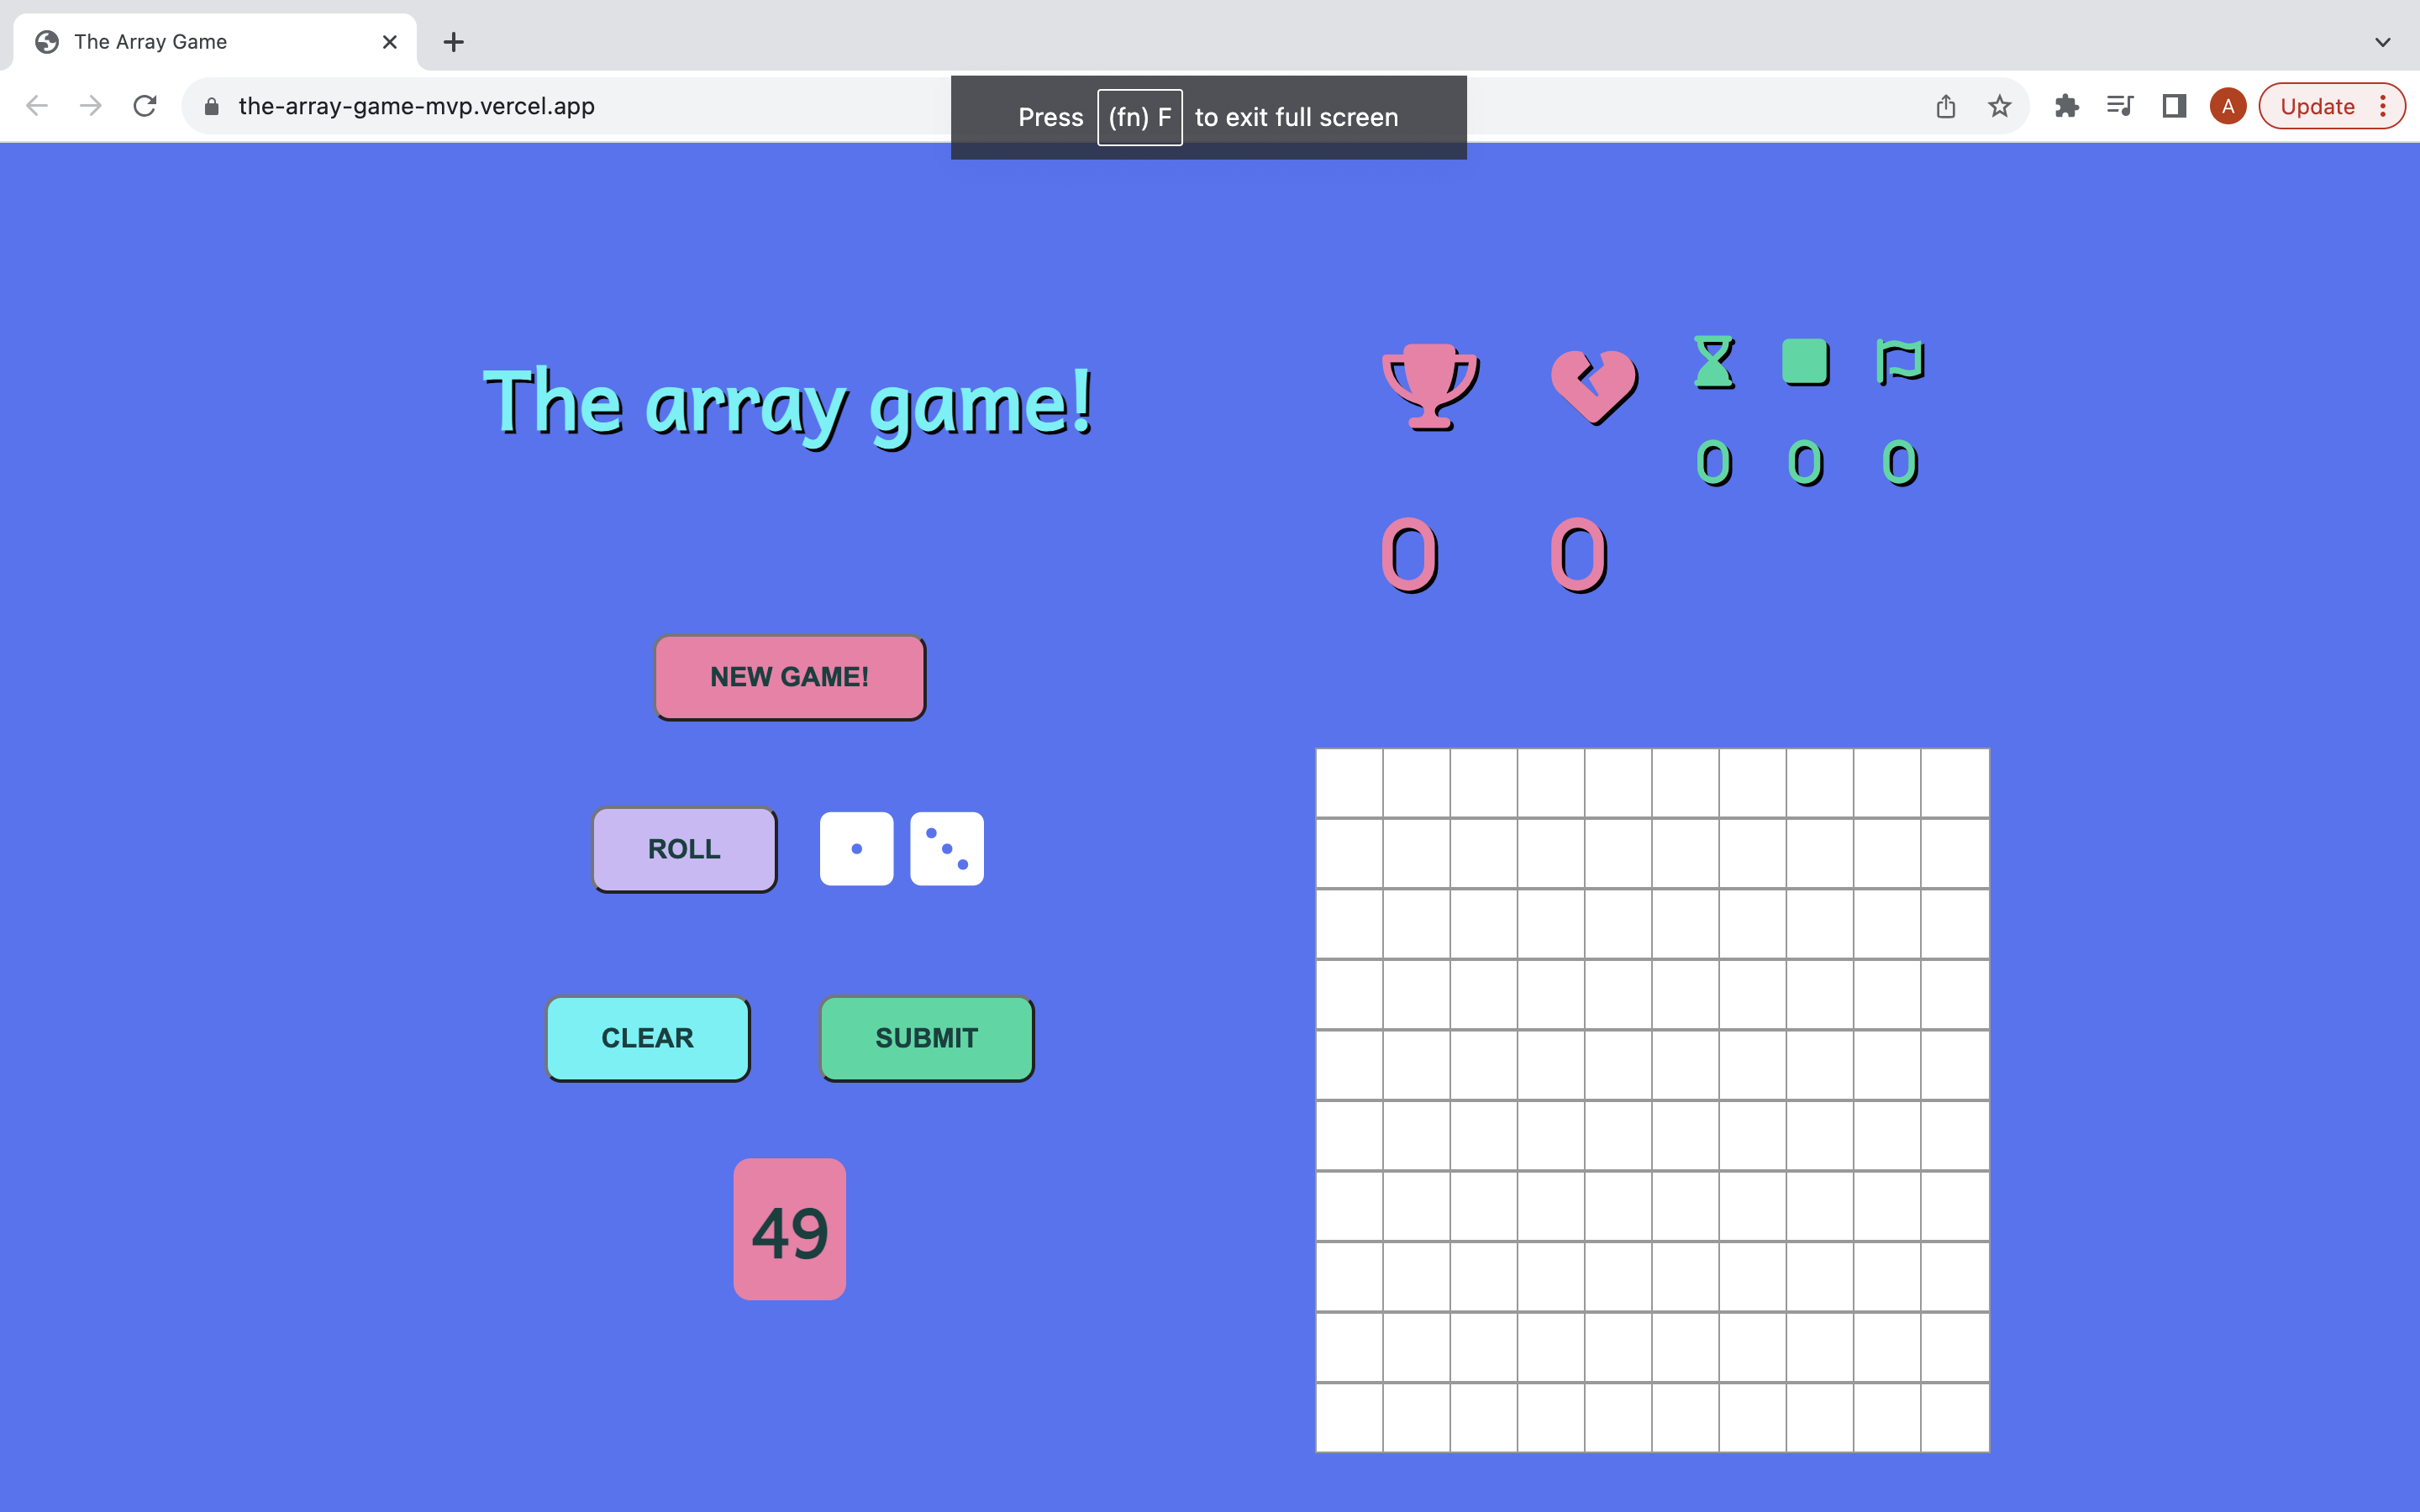 The Array Game
the-array-game-mvp.vercel.app
Press (fn) F to exit full screen
A
Update
The array game!
0 0 0
0 0
NEW GAME!
ROLL
CLEAR
SUBMIT
49